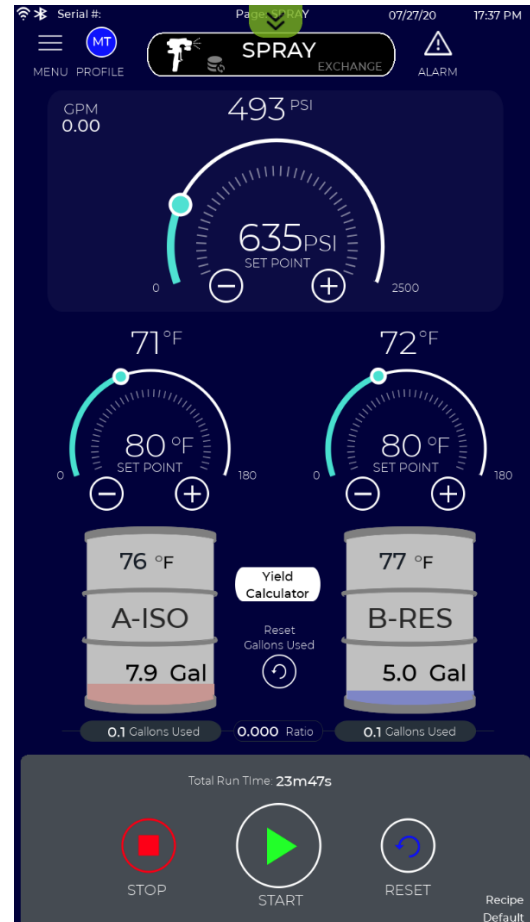 Serial #: Page: SPRAY 07/27/20 17:37 PM
MENU
MT
PROFILE
SPRAY
EXCHANGE
ALARM
GPM
0.00
493 PSI
635 PSI
SET POINT
0
2500
71 °F
80 °F
SET POINT
0
180
72 °F
80 °F
SET POINT
0
180
76 °F
A-ISO
7.9 Gal
Yield
Calculator
Reset
Gallons Used
77 °F
B-RES
5.0 Gal
0.1 Gallons Used
0.000 Ratio
0.1 Gallons Used
Total Run TIme: 23m47s
STOP
START
RESET
Recipe
Default